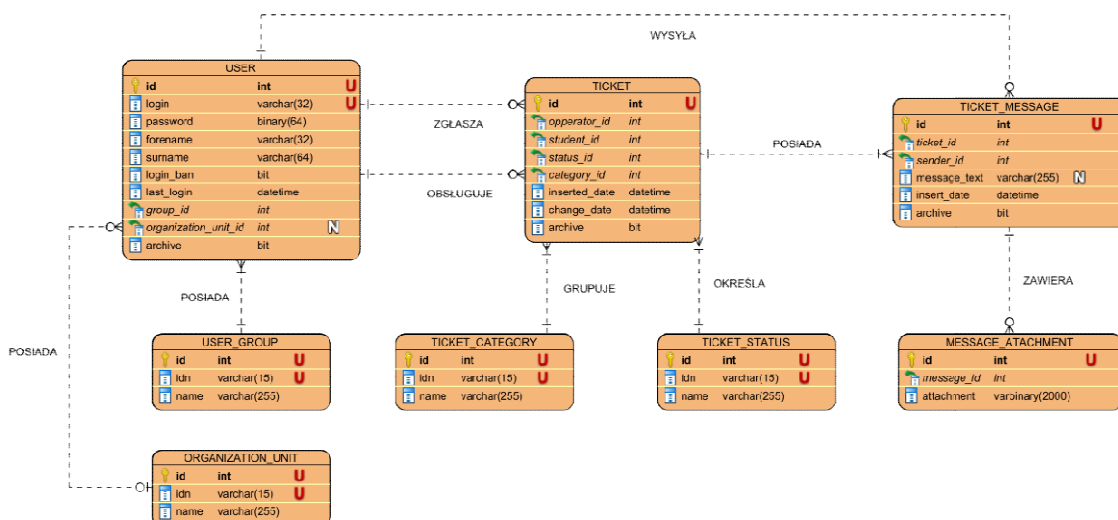 WYSYŁA
USER
id int U
login varchar(32) U
password binary(64)
forename varchar(32)
surname varchar(64)
login_ban bit
last_login datetime
group_id int
organization_unit_id int N
archive bit
ZGŁASZA
OBSŁUGUJE
TICKET
id int U
opperator_id int
student_id int
status_id int
category_id int
inserted_date datetime
change_date datetime
archive bit
POSIADA
TICKET_MESSAGE
id int U
ticket_id int
sender_id int
message_text varchar(255) N
insert_date datetime
archive bit
POSIADA
GRUPUJE
OKREŚLA
ZAWIERA
POSIADA
USER_GROUP
id int U
idn varchar(15) U
name varchar(255)
TICKET_CATEGORY
id int U
idn varchar(15) U
name varchar(255)
TICKET_STATUS
id int U
idn varchar(15) U
name varchar(255)
MESSAGE_ATACHMENT
id int U
message_id int
attachment varbinary(2000)
ORGANIZATION_UNIT
id int U
idn varchar(15) U
name varchar(255)